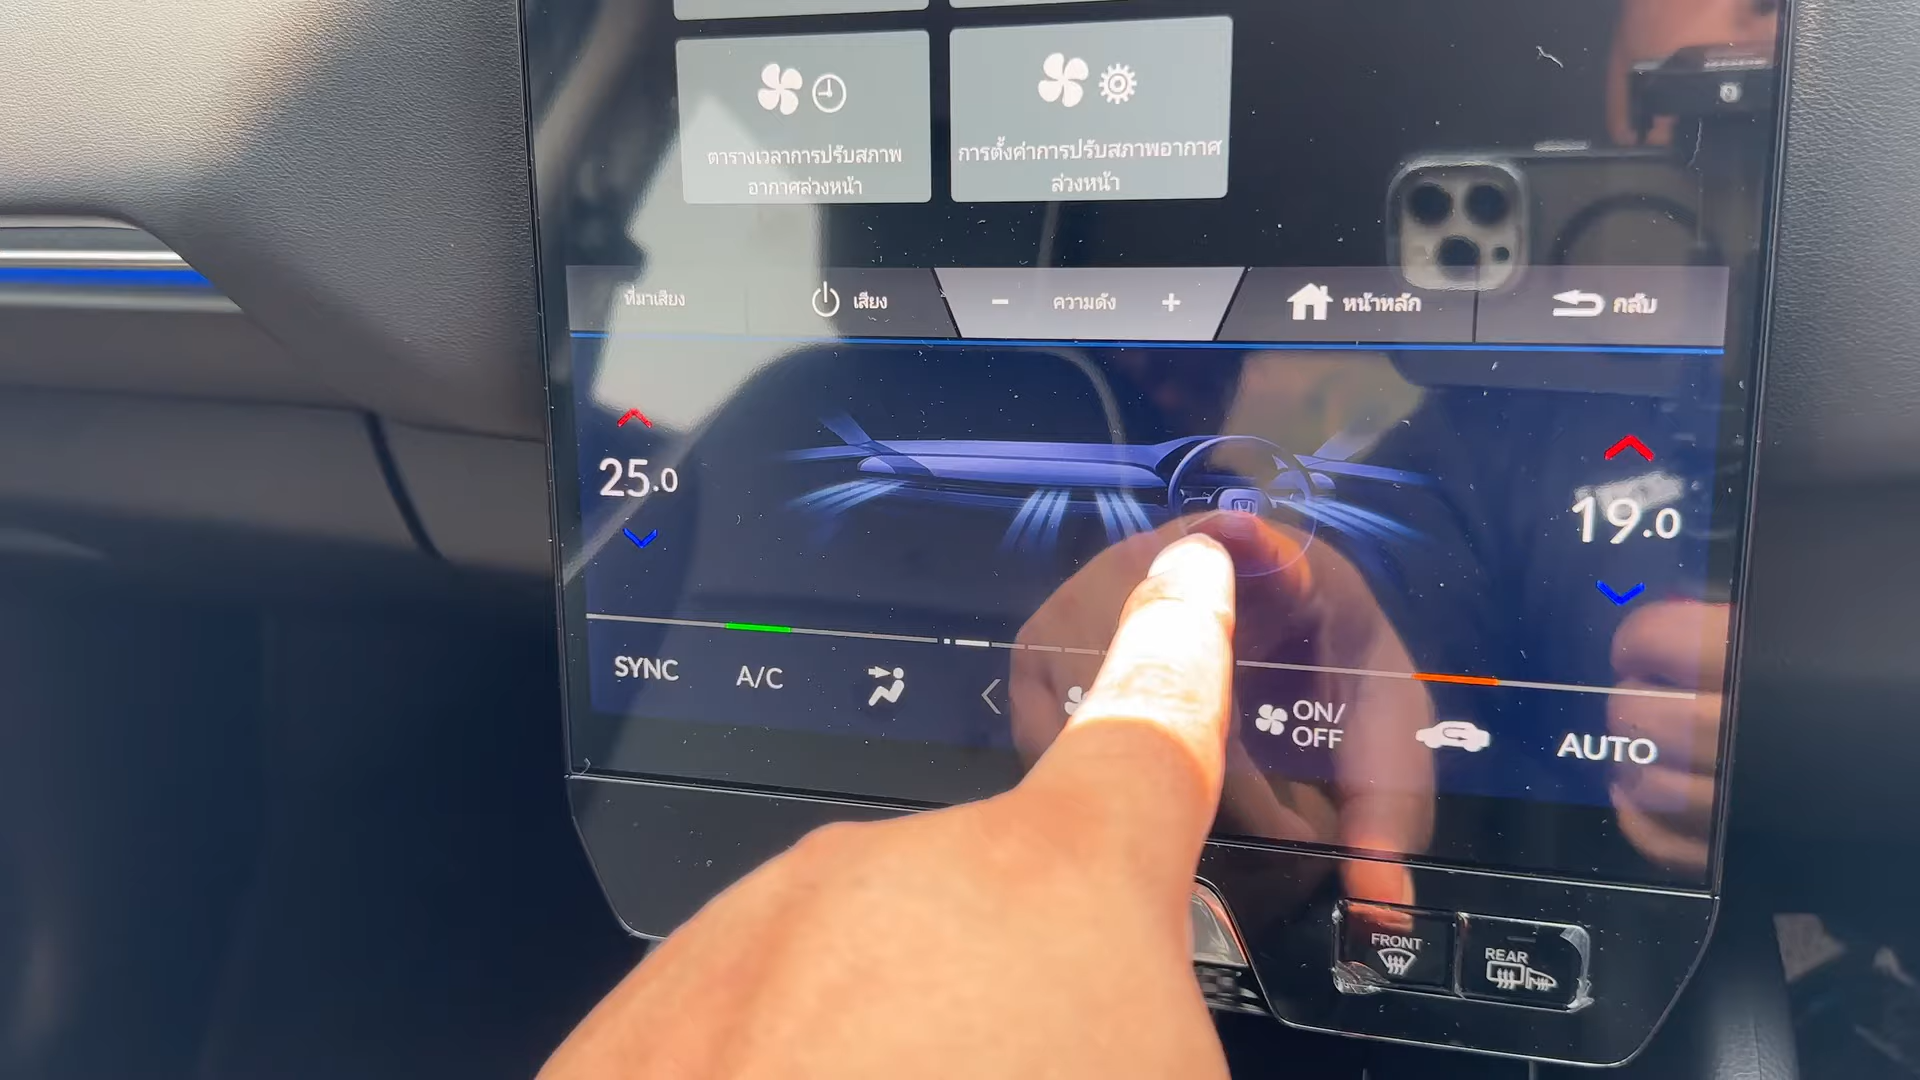 ตารางเวลาการปรับสภาพ
อากาศล่วงหน้า
การตั้งค่าการปรับสภาพอากาศ
ล่วงหน้า
ที่มาเสียง
เสียง
− ความดัง +
หน้าหลัก
กลับ
25.0
19.0
SYNC
A/C
ON/
OFF
AUTO
FRONT
REAR